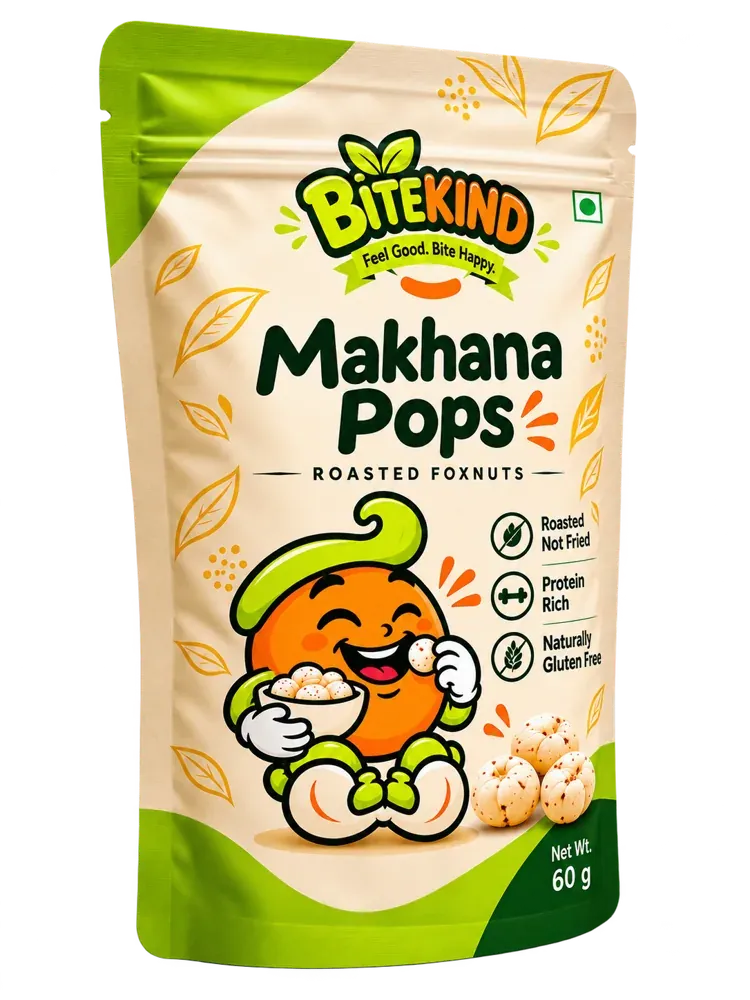 BiTEKIND
Feel Good. Bite Happy.
Makhana
Pops
ROASTED FOXNUTS
Roasted
Not Fried
Protein
Rich
Naturally
Gluten Free
Net Wt.
60 g